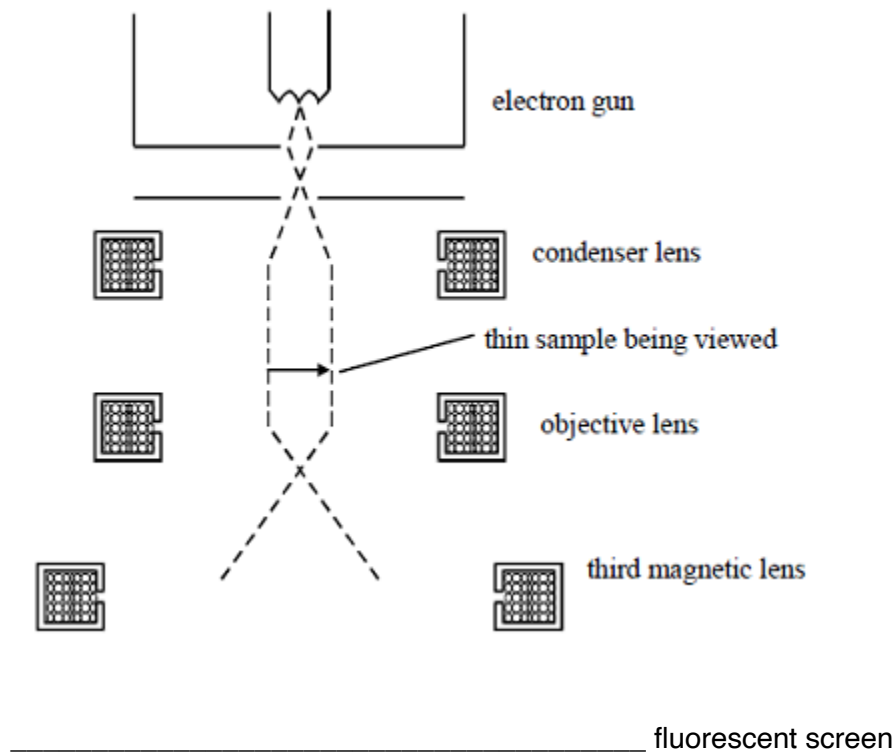 electron gun
condenser lens
thin sample being viewed
objective lens
third magnetic lens
fluorescent screen